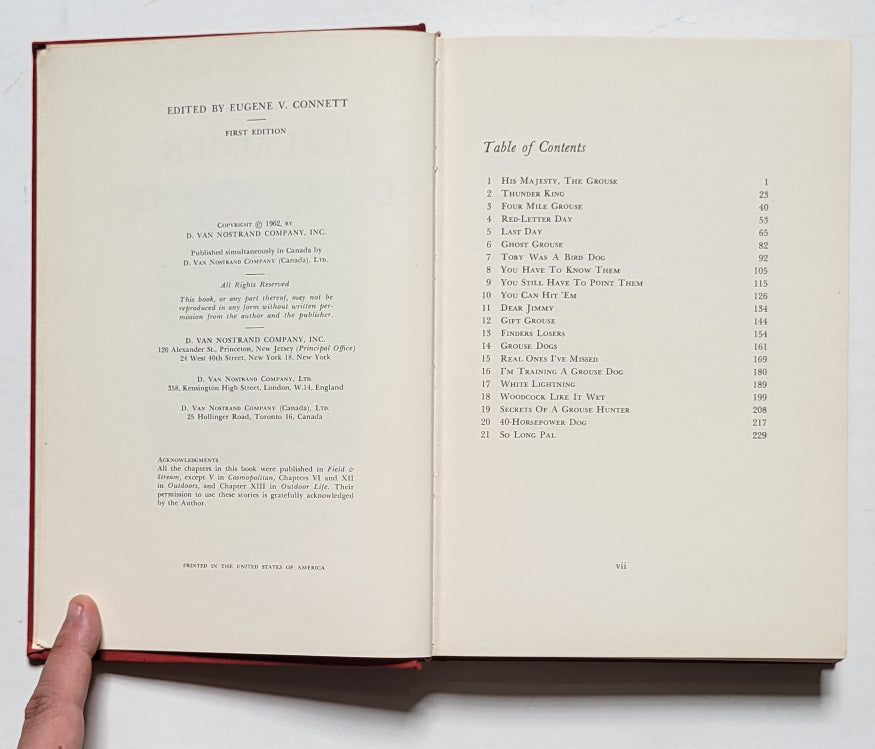 EDITED BY EUGENE V. CONNETT
FIRST EDITION
COPYRIGHT © 1962, BY
D. VAN NOSTRAND COMPANY, INC.
Published simultaneously in Canada by
D. VAN NOSTRAND COMPANY (Canada), LTD.
All Rights Reserved
This book, or any part thereof, may not be
reproduced in any form without written per-
mission from the author and the publisher.
D. VAN NOSTRAND COMPANY, INC.
120 Alexander St., Princeton, New Jersey (Principal Office)
24 West 40th Street, New York 18, New York
D. VAN NOSTRAND COMPANY, LTD.
358, Kensington High Street, London, W.14, England
D. VAN NOSTRAND COMPANY (Canada), LTD.
25 Hollinger Road, Toronto 16, Canada
ACKNOWLEDGMENTS
All the chapters in this book were published in Field &
Stream, except V in Cosmopolitan, Chapters VI and XII
in Outdoors, and Chapter XIII in Outdoor Life. Their
permission to use these stories is gratefully acknowledged
by the Author.
PRINTED IN THE UNITED STATES OF AMERICA
Table of Contents
1 HIS MAJESTY, THE GROUSE 1
2 THUNDER KING 23
3 FOUR MILE GROUSE 40
4 RED-LETTER DAY 53
5 LAST DAY 65
6 GHOST GROUSE 82
7 TOBY WAS A BIRD DOG 92
8 YOU HAVE TO KNOW THEM 105
9 YOU STILL HAVE TO POINT THEM 115
10 YOU CAN HIT 'EM 126
11 DEAR JIMMY 134
12 GIFT GROUSE 144
13 FINDERS LOSERS 154
14 GROUSE DOGS 161
15 REAL ONES I'VE MISSED 169
16 I'M TRAINING A GROUSE DOG 180
17 WHITE LIGHTNING 189
18 WOODCOCK LIKE IT WET 199
19 SECRETS OF A GROUSE HUNTER 208
20 40-HORSEPOWER DOG 217
21 SO LONG PAL 229
vii